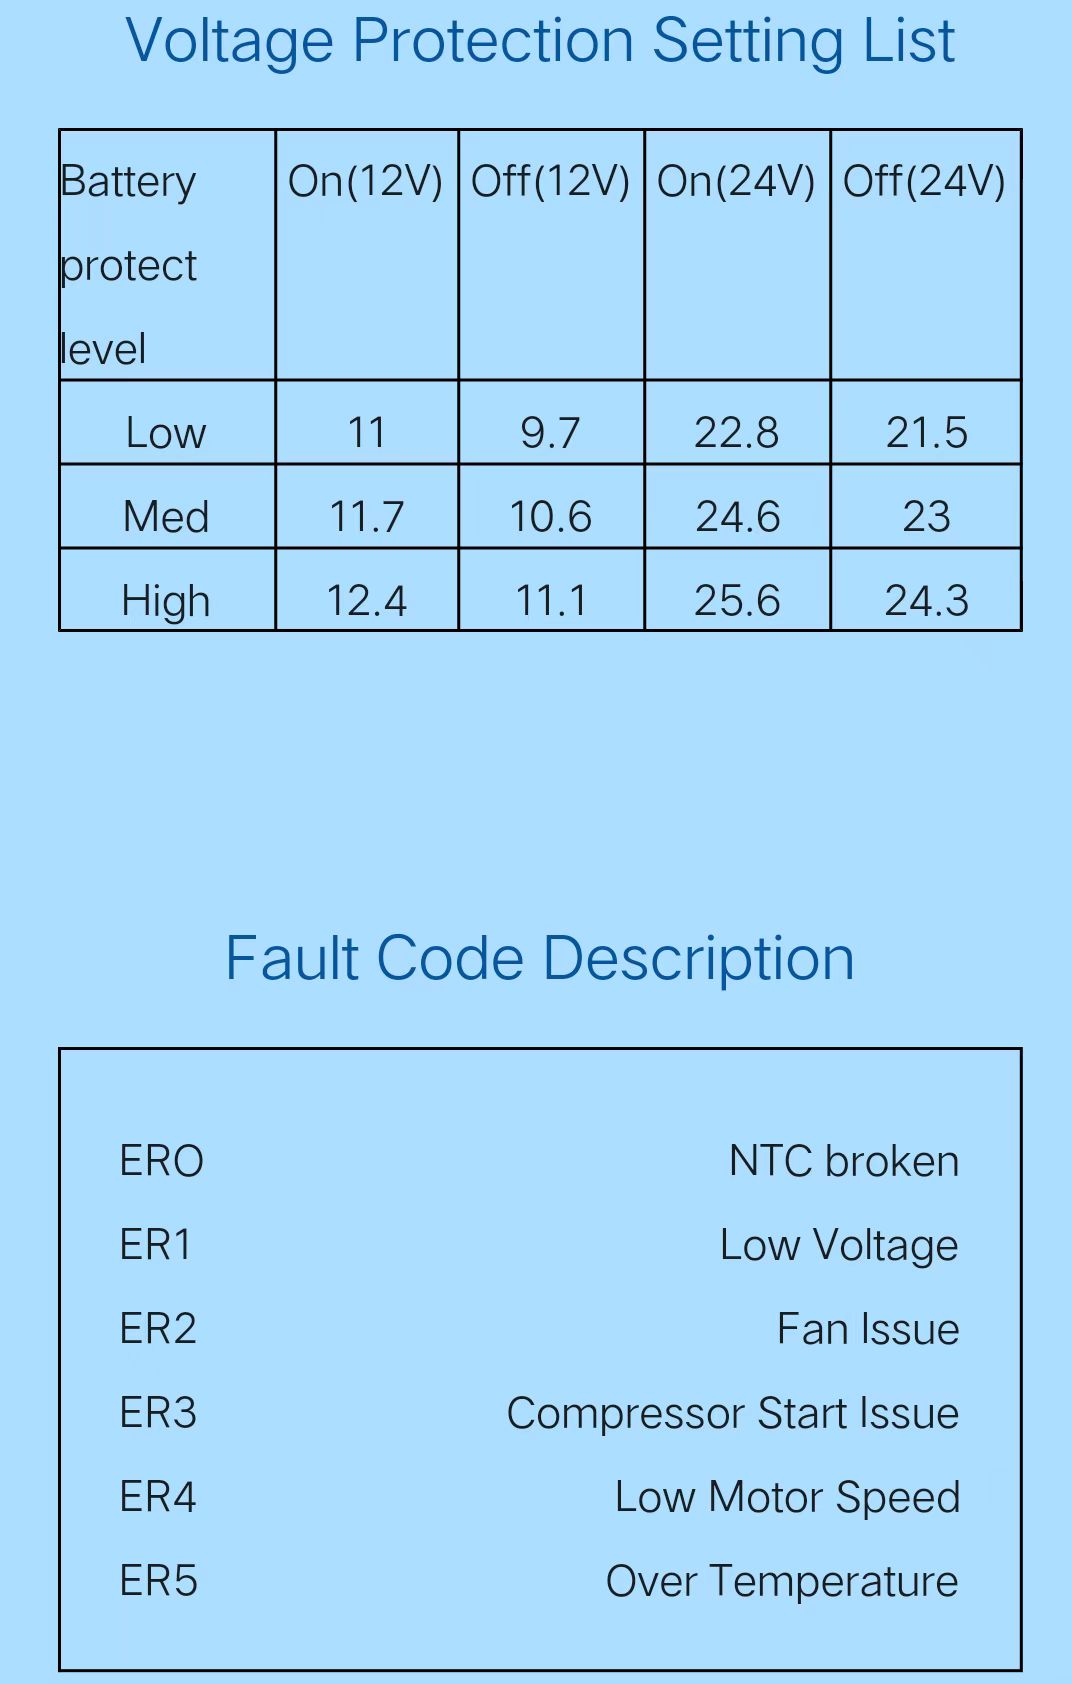 Voltage Protection Setting List
Battery protect level On(12V) Off(12V) On(24V) Off(24V)
Low 11 9.7 22.8 21.5
Med 11.7 10.6 24.6 23
High 12.4 11.1 25.6 24.3
Fault Code Description
ERO NTC broken
ER1 Low Voltage
ER2 Fan Issue
ER3 Compressor Start Issue
ER4 Low Motor Speed
ER5 Over Temperature